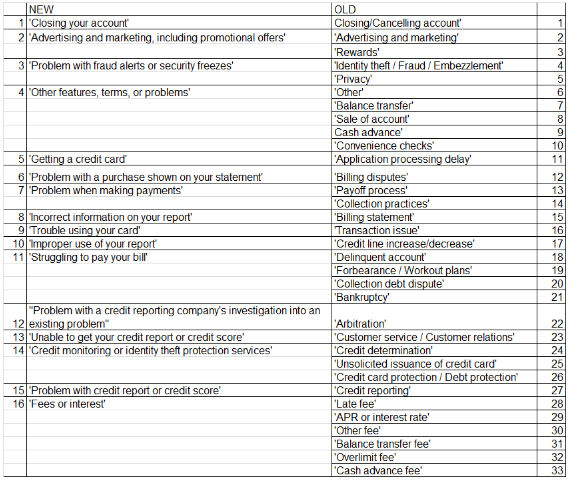 NEW OLD
1 'Closing your account' Closing/Cancelling account' 1
2 'Advertising and marketing, including promotional offers' 'Advertising and marketing' 2
'Rewards' 3
3 'Problem with fraud alerts or security freezes' 'Identity theft / Fraud / Embezzlement' 4
'Privacy' 5
4 'Other features, terms, or problems' 'Other' 6
'Balance transfer' 7
'Sale of account' 8
Cash advance' 9
'Convenience checks' 10
5 'Getting a credit card' 'Application processing delay' 11
6 'Problem with a purchase shown on your statement' 'Billing disputes' 12
7 'Problem when making payments' 'Payoff process' 13
'Collection practices' 14
8 'Incorrect information on your report' 'Billing statement' 15
9 'Trouble using your card' 'Transaction issue' 16
10 'Improper use of your report' 'Credit line increase/decrease' 17
11 'Struggling to pay your bill' 'Delinquent account' 18
'Forbearance / Workout plans' 19
'Collection debt dispute' 20
'Bankruptcy' 21
"Problem with a credit reporting company's investigation into an
12 existing problem" 'Arbitration' 22
13 'Unable to get your credit report or credit score' 'Customer service / Customer relations' 23
14 'Credit monitoring or identity theft protection services' 'Credit determination' 24
'Unsolicited issuance of credit card' 25
'Credit card protection / Debt protection' 26
15 'Problem with credit report or credit score' 'Credit reporting' 27
16 'Fees or interest' 'Late fee' 28
'APR or interest rate' 29
'Other fee' 30
'Balance transfer fee' 31
'Overlimit fee' 32
'Cash advance fee' 33